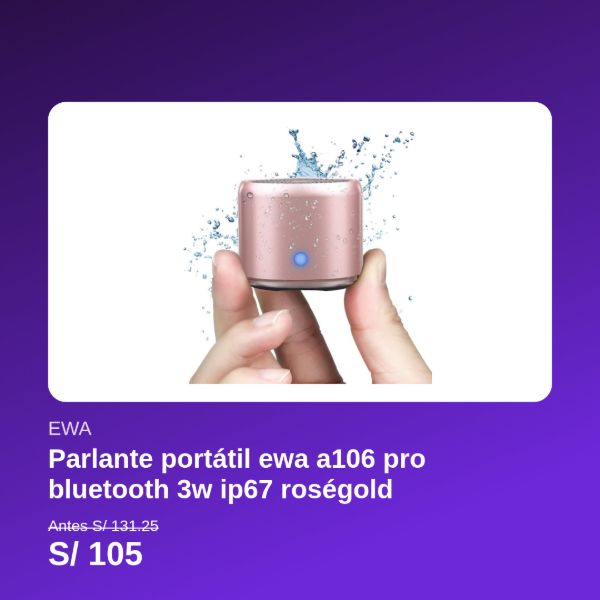 EWA
Parlante portátil ewa a106 pro
bluetooth 3w ip67 roségold
Antes S/ 131.25
S/ 105